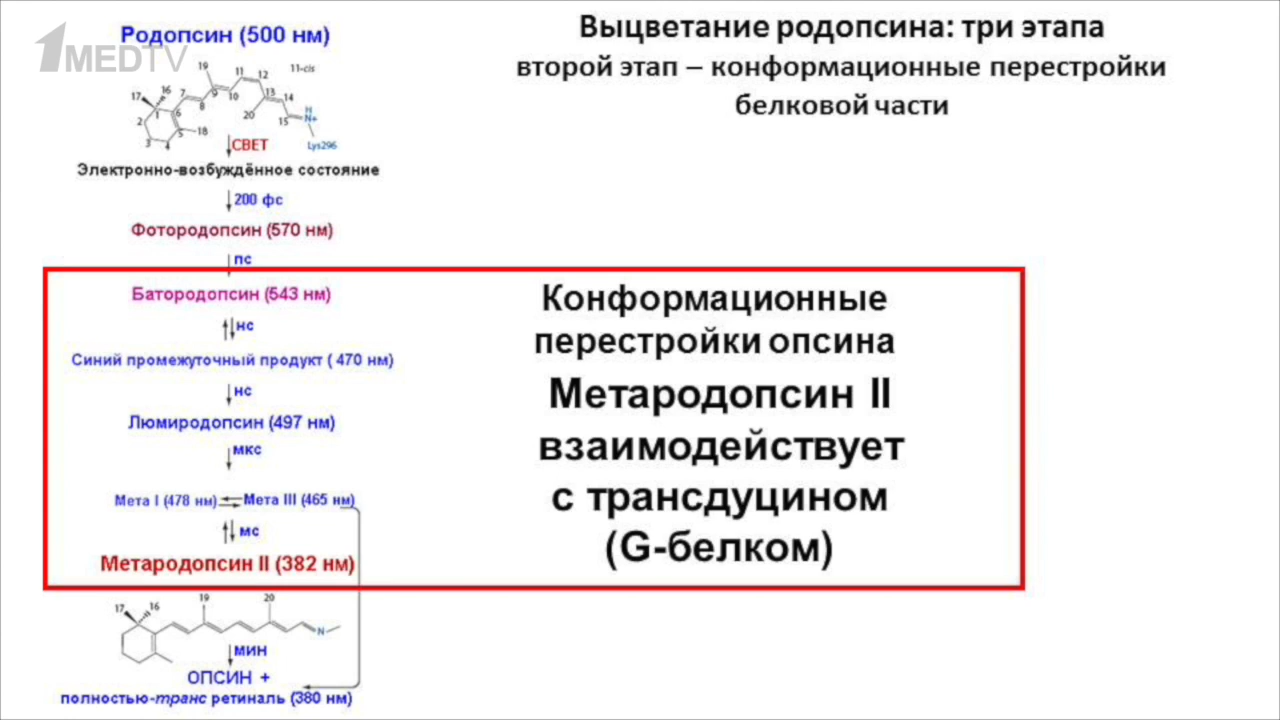 1MEDTV
Родопсин (500 нм)
Выцветание родопсина: три этапа
второй этап – конформационные перестройки
белковой части
19
11
12
11-cis
17
16
7
8
9
10
13
14
1
6
20
15
H
N+
2
5
18
3
4
Lys296
СВЕТ
Электронно-возбуждённое состояние
200 фс
Фотородопсин (570 нм)
пс
Батородопсин (543 нм)
нс
Синий промежуточный продукт ( 470 нм)
нс
Люмиродопсин (497 нм)
мкс
Мета I (478 нм)
Мета III (465 нм)
мс
Метародопсин II (382 нм)
Конформационные
перестройки опсина
Метародопсин II
взаимодействует
с трансдуцином
(G-белком)
17
16
19
20
N
мин
ОПСИН +
полностью-транс ретиналь (380 нм)